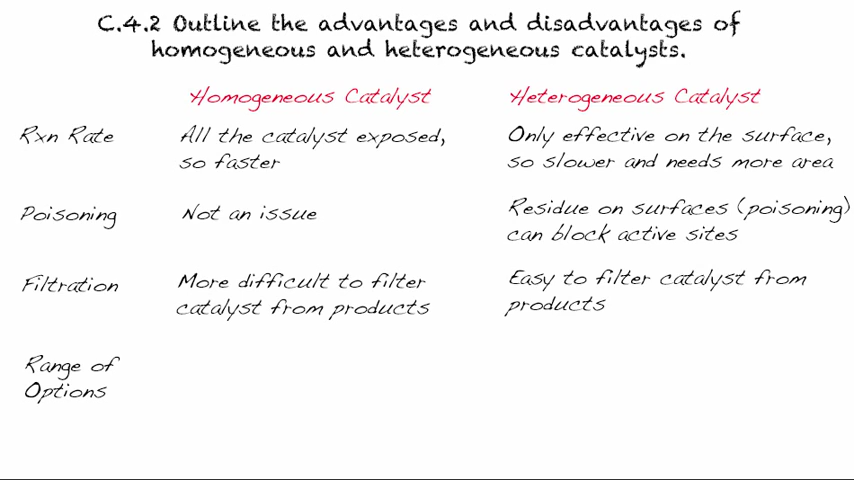 C.4.2 Outline the advantages and disadvantages of
homogeneous and heterogeneous catalysts.
Homogeneous Catalyst
Heterogeneous Catalyst
Rxn Rate
All the catalyst exposed,
so faster
Only effective on the surface,
so slower and needs more area
Poisoning
Not an issue
Residue on surfaces (poisoning)
can block active sites
Filtration
More difficult to filter
catalyst from products
Easy to filter catalyst from
products
Range of
Options